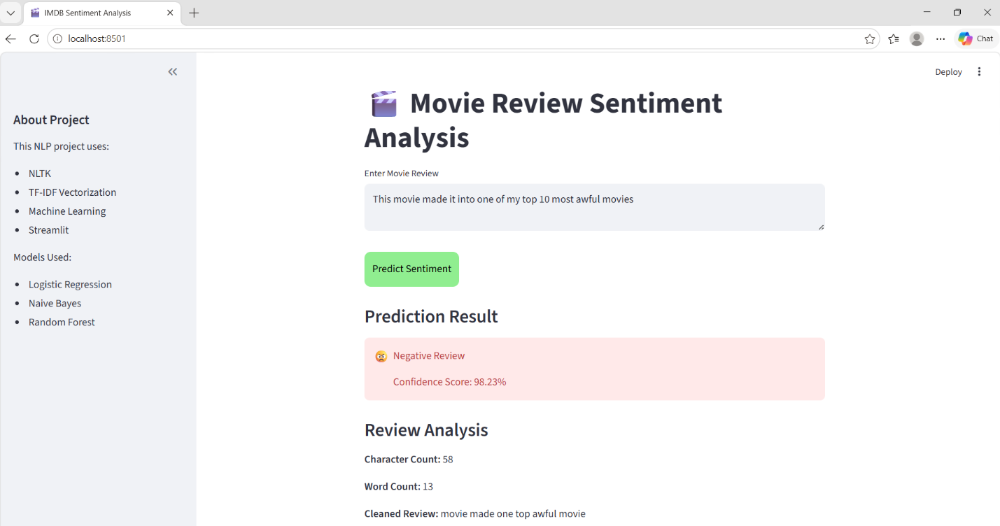 IMDB Sentiment Analysis
localhost:8501
Chat
Deploy
About Project
This NLP project uses:
NLTK
TF-IDF Vectorization
Machine Learning
Streamlit
Models Used:
Logistic Regression
Naive Bayes
Random Forest
Movie Review Sentiment
Analysis
Enter Movie Review
This movie made it into one of my top 10 most awful movies
Predict Sentiment
Prediction Result
Negative Review
Confidence Score: 98.23%
Review Analysis
Character Count: 58
Word Count: 13
Cleaned Review: movie made one top awful movie